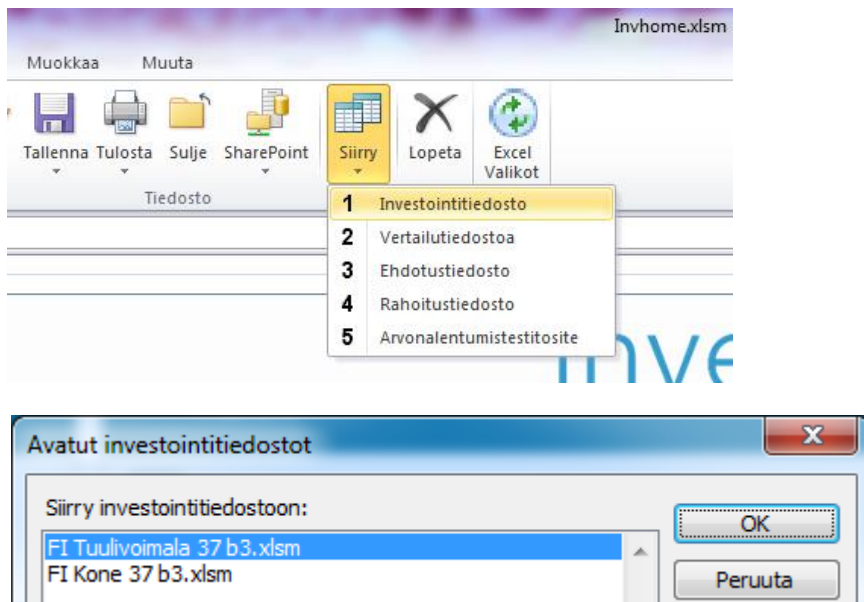 Invhome.xlsm
Muokkaa Muuta
Tallenna Tulosta Sulje SharePoint Siirry Lopeta Excel Valikot
Tiedosto
1 Investointitiedosto
2 Vertailutiedostoa
3 Ehdotustiedosto
4 Rahoitustiedosto
5 Arvonalentumistestitosite
inve
Avatut investointitiedostot
Siirry investointitiedostoon:
OK
FI Tuulivoimala 37 b3.xlsm
FI Kone 37 b3.xlsm
Peruuta